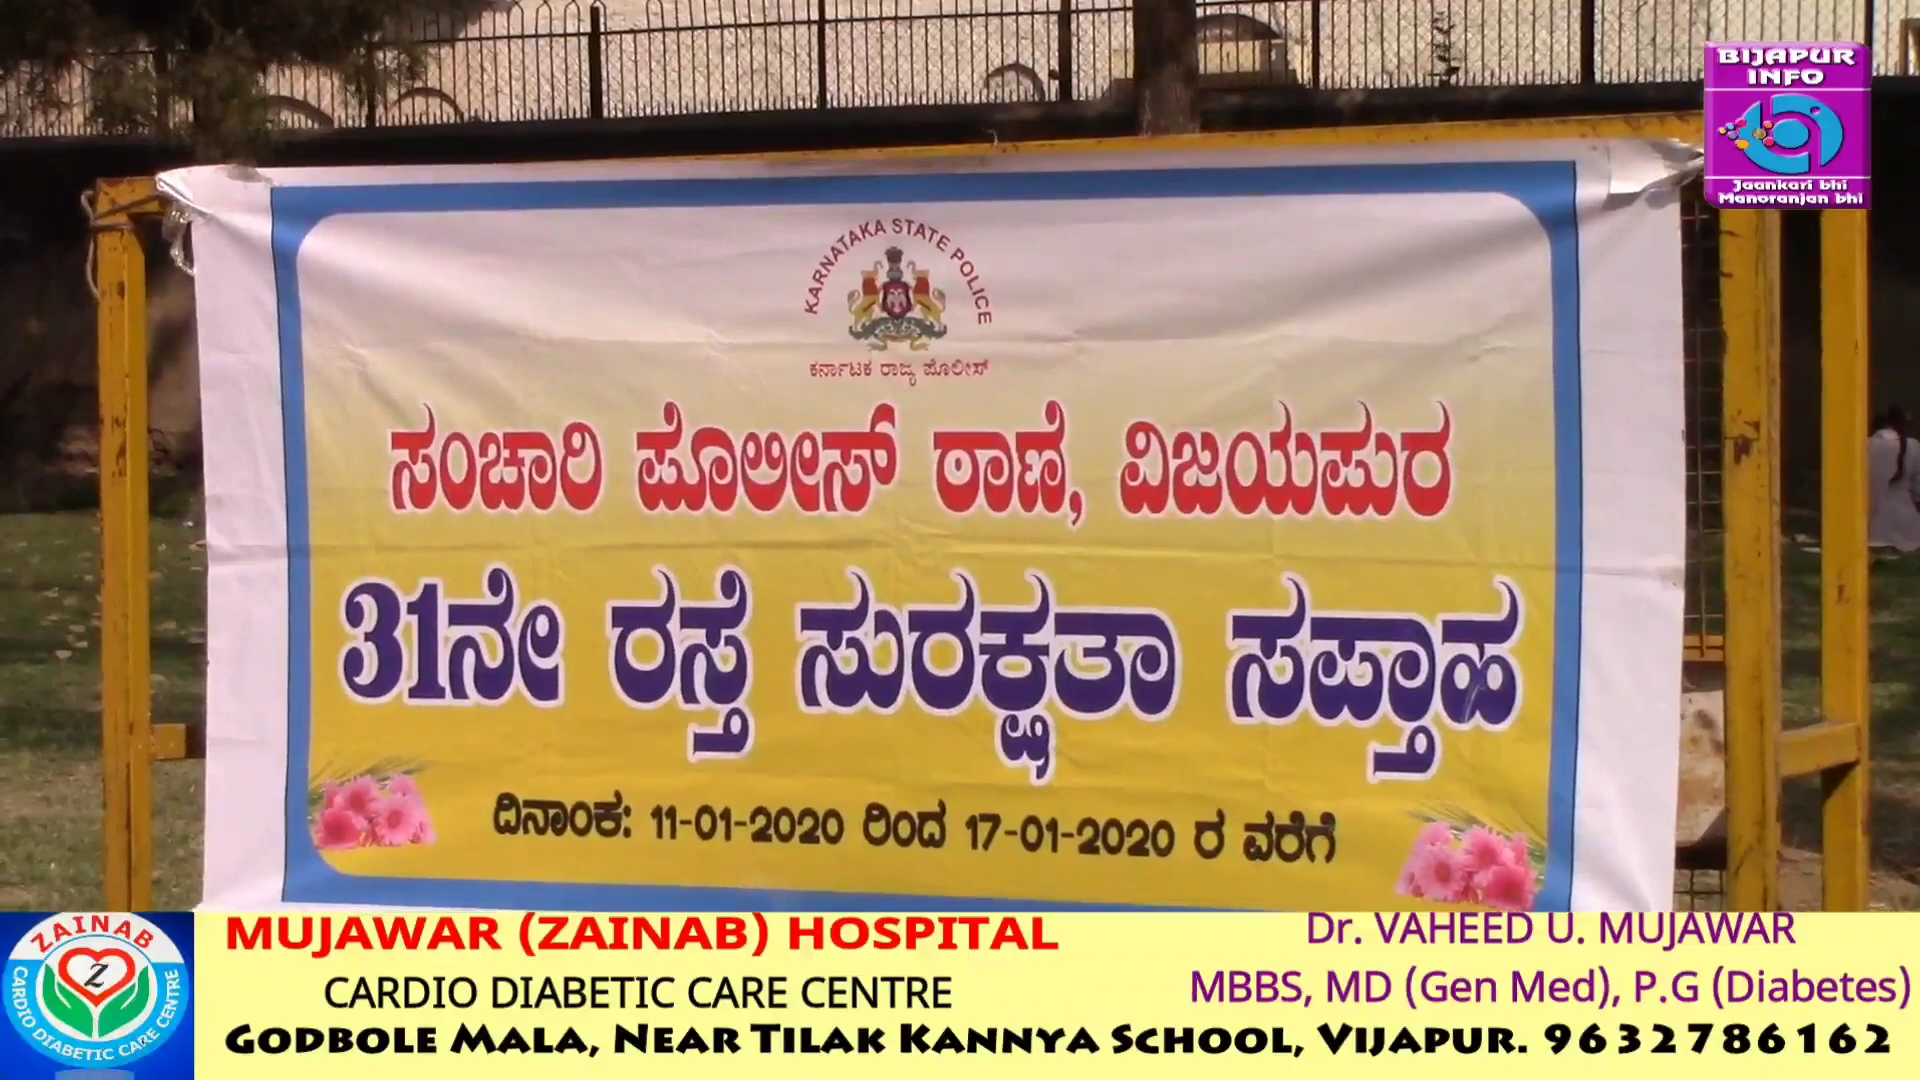 BIJAPUR
INFO
Jaankari bhi
Manoranjan bhi
KARNATAKA STATE POLICE
ಕರ್ನಾಟಕ ರಾಜ್ಯ ಪೊಲೀಸ್
ಸಂಚಾರಿ ಪೊಲೀಸ್ ಠಾಣೆ, ವಿಜಯಪುರ
31ನೇ ರಸ್ತೆ ಸುರಕ್ಷತಾ ಸಪ್ತಾಹ
ದಿನಾಂಕ: 11-01-2020 ರಿಂದ 17-01-2020 ರ ವರೆಗೆ
ZAINAB
Z
CARDIO DIABETIC CARE CENTRE
MUJAWAR (ZAINAB) HOSPITAL
CARDIO DIABETIC CARE CENTRE
Dr. VAHEED U. MUJAWAR
MBBS, MD (Gen Med), P.G (Diabetes)
GODBOLE MALA, NEAR TILAK KANNYA SCHOOL, VIJAPUR. 9632786162